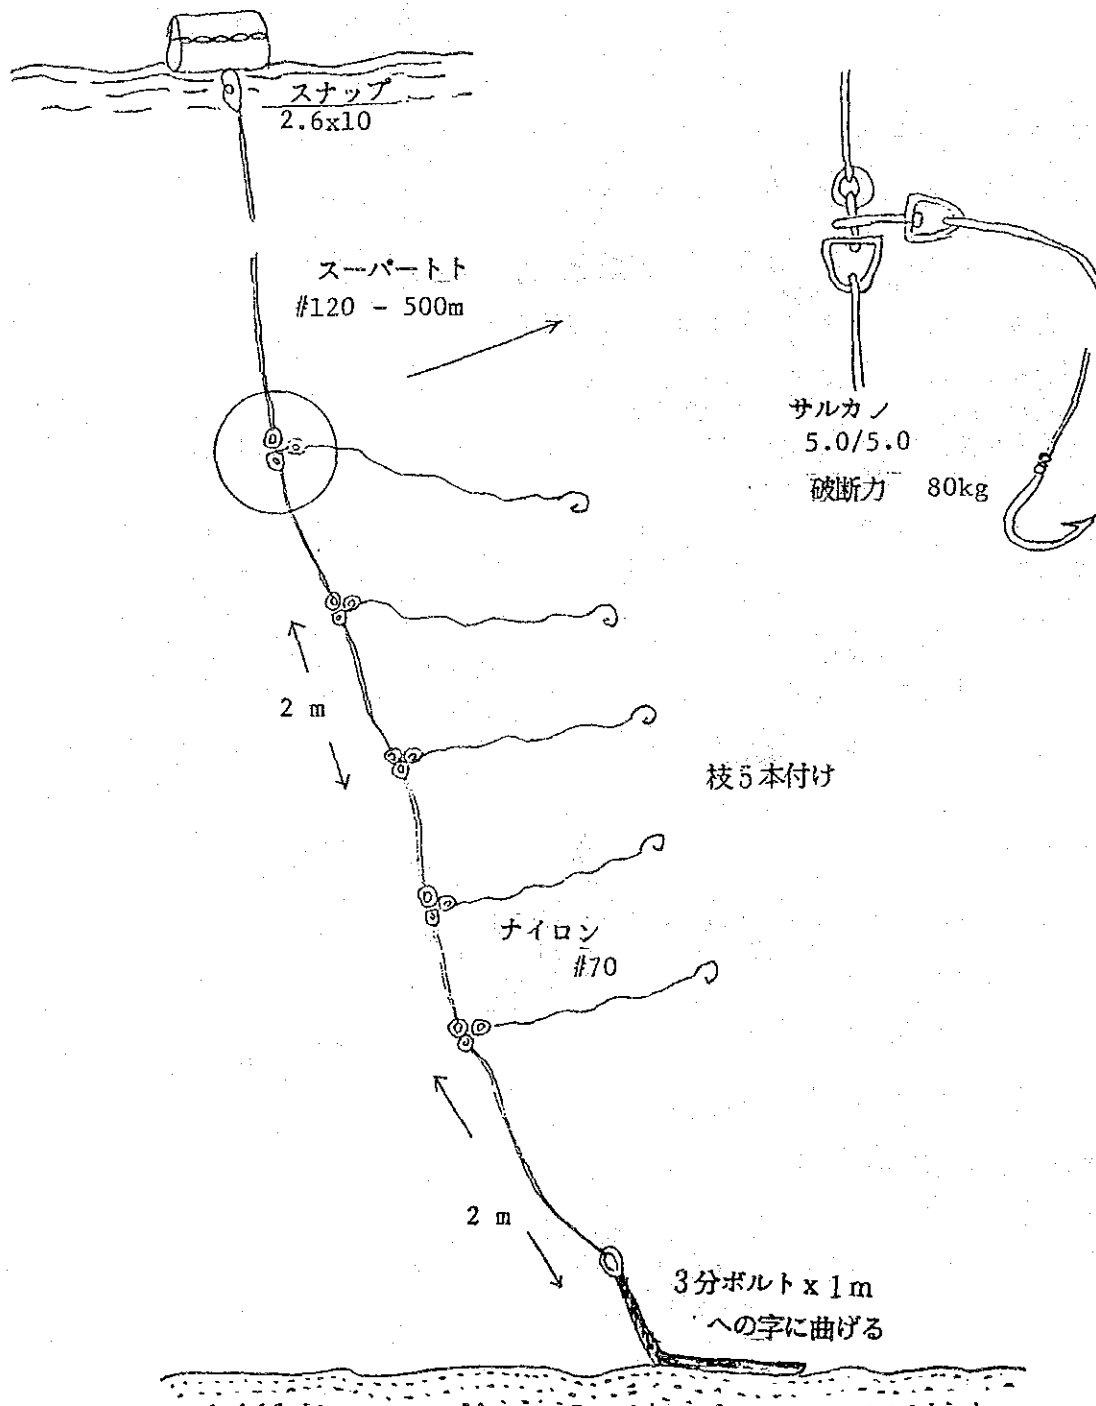 スナップ
2.6x10
スーパートト
#120 - 500m
サルカノ
5.0/5.0
破断力 80kg
2 m
枝5本付け
ナイロン
#70
2 m
3分ボルトx1m
への字に曲げる